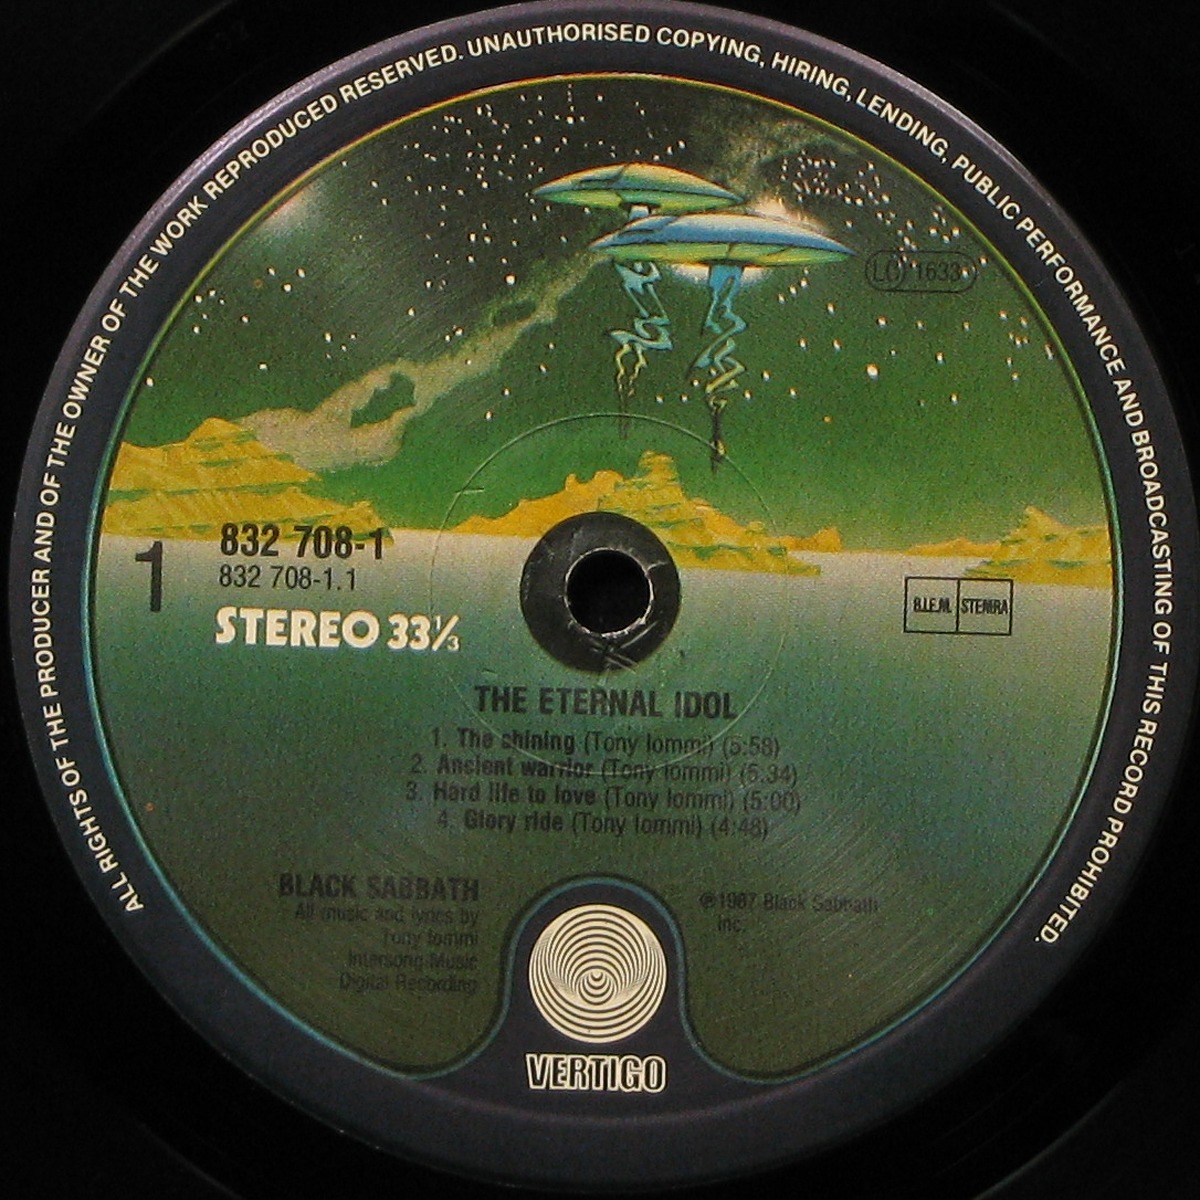 ALL RIGHTS OF THE PRODUCER AND OF THE OWNER OF THE WORK REPRODUCED RESERVED. UNAUTHORISED COPYING, HIRING, LENDING, PUBLIC PERFORMANCE AND BROADCASTING OF THIS RECORD PROHIBITED.
LC 1633
1
832 708-1
832 708-1.1
STEREO 33⅓
B.I.E.M. STEMRA
THE ETERNAL IDOL
1. The shining (Tony Iommi) (5:58)
2. Ancient warrior (Tony Iommi) (5:34)
3. Hard life to love (Tony Iommi) (5:00)
4. Glory ride (Tony Iommi) (4:48)
BLACK SABBATH
All music and lyrics by
Tony Iommi
Intersong Music
Digital Recording
℗1987 Black Sabbath
Inc.
VERTIGO